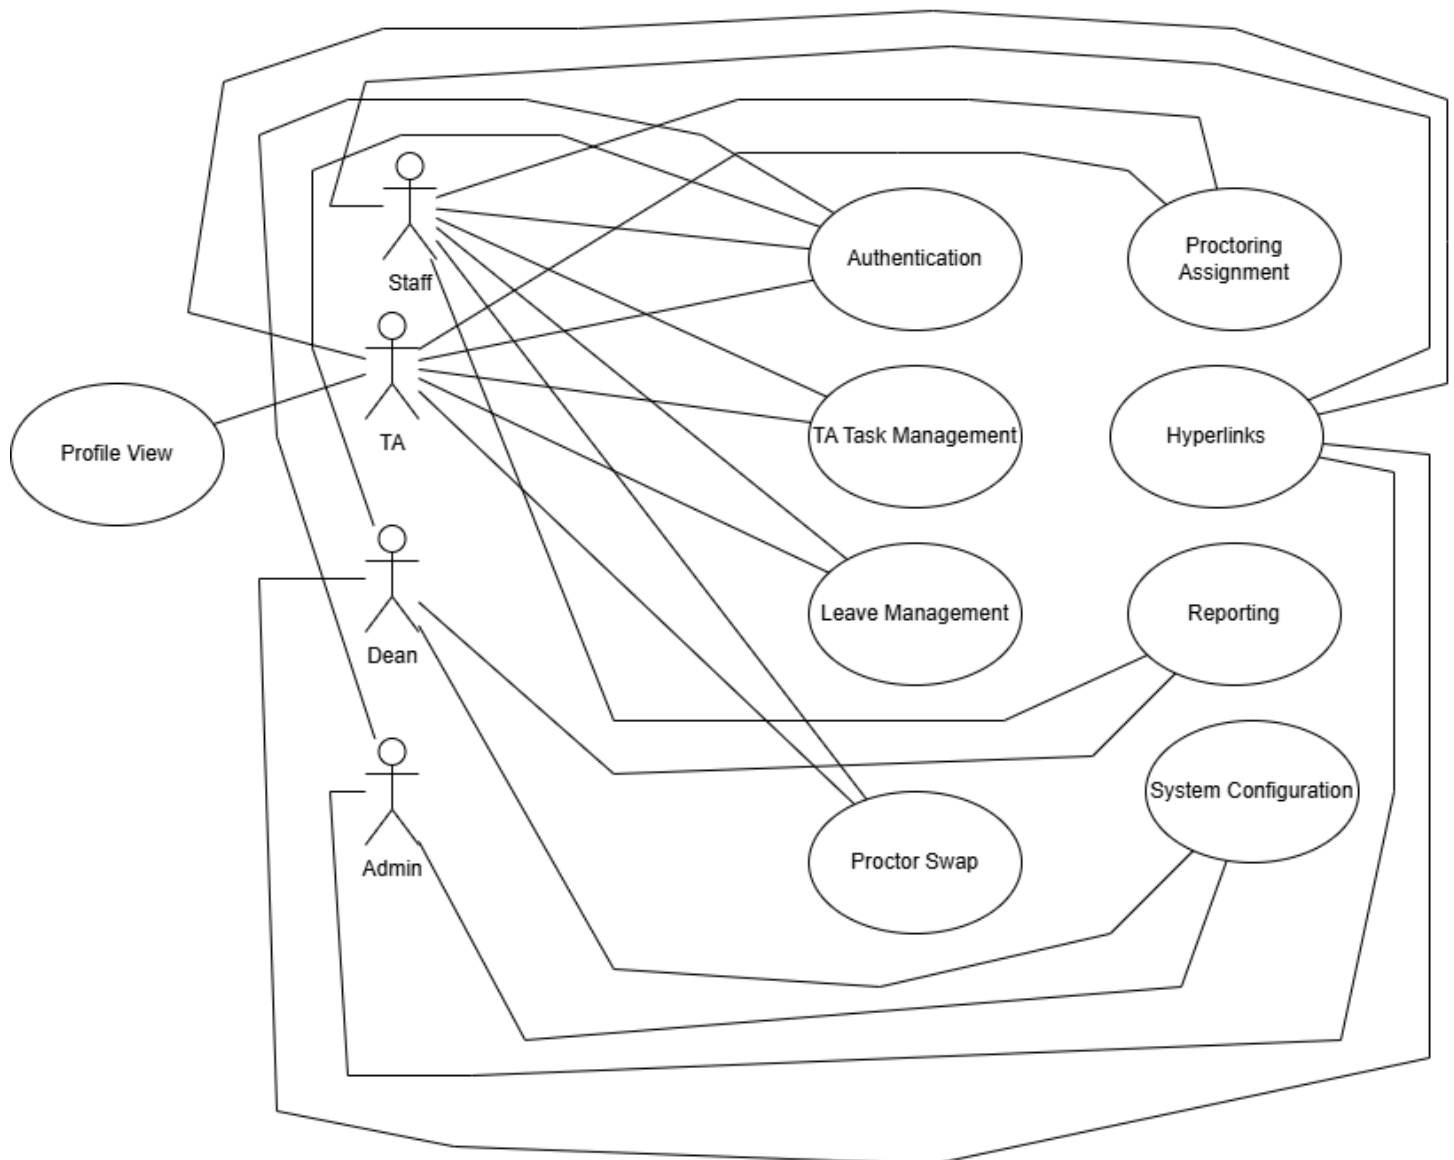 Staff
Authentication
Proctoring
Assignment
TA
Profile View
TA Task Management
Hyperlinks
Dean
Leave Management
Reporting
Admin
Proctor Swap
System Configuration